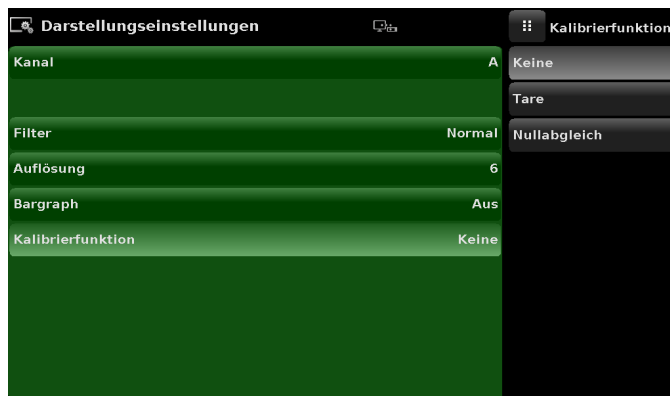 Darstellungseinstellungen
Kalibrierfunktion
Kanal A
Keine
Tare
Filter Normal
Nullabgleich
Auflösung 6
Bargraph Aus
Kalibrierfunktion Keine